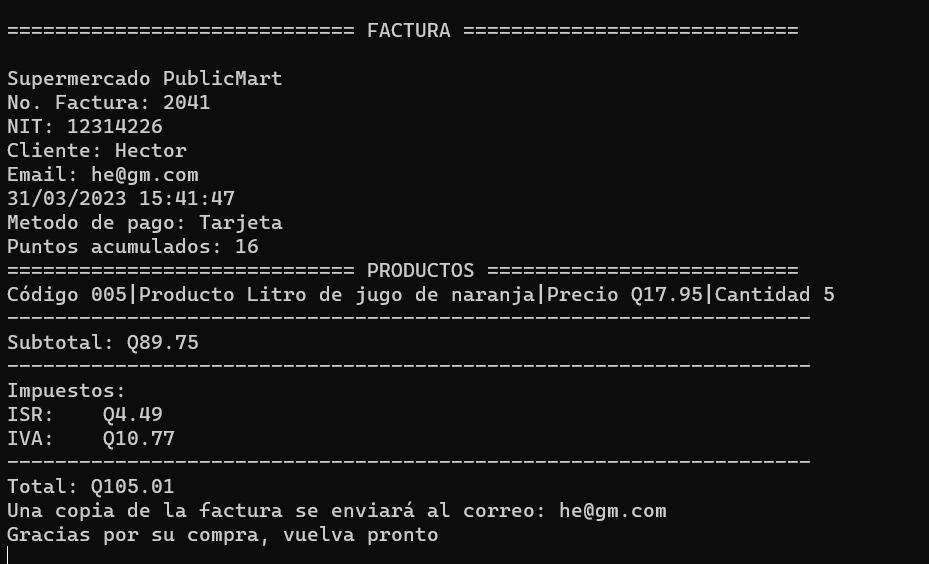 ============================= FACTURA ============================
Supermercado PublicMart
No. Factura: 2041
NIT: 12314226
Cliente: Hector
Email: he@gm.com
31/03/2023 15:41:47
Metodo de pago: Tarjeta
Puntos acumulados: 16
============================= PRODUCTOS ==========================
Código 005|Producto Litro de jugo de naranja|Precio Q17.95|Cantidad 5
-------------------------------------------------------------------
Subtotal: Q89.75
-------------------------------------------------------------------
Impuestos:
ISR:    Q4.49
IVA:    Q10.77
-------------------------------------------------------------------
Total: Q105.01
Una copia de la factura se enviará al correo: he@gm.com
Gracias por su compra, vuelva pronto